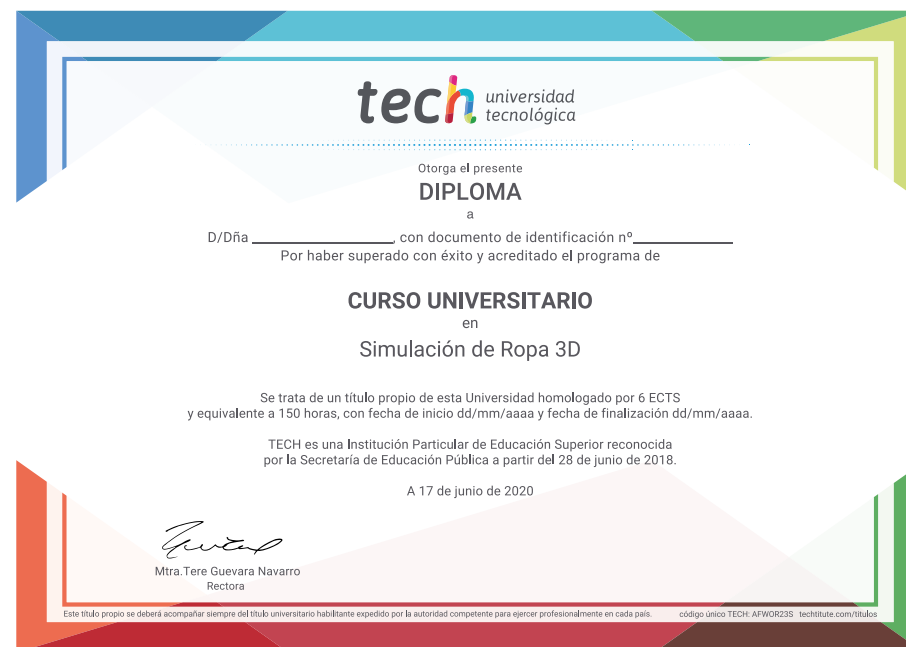 tech universidad
tecnológica
Otorga el presente
DIPLOMA
a
D/Dña ____________________, con documento de identificación nº______________
Por haber superado con éxito y acreditado el programa de
CURSO UNIVERSITARIO
en
Simulación de Ropa 3D
Se trata de un título propio de esta Universidad homologado por 6 ECTS
y equivalente a 150 horas, con fecha de inicio dd/mm/aaaa y fecha de finalización dd/mm/aaaa.
TECH es una Institución Particular de Educación Superior reconocida
por la Secretaría de Educación Pública a partir del 28 de junio de 2018.
A 17 de junio de 2020
Mtra.Tere Guevara Navarro
Rectora
Este título propio se deberá acompañar siempre del título universitario habilitante expedido por la autoridad competente para ejercer profesionalmente en cada país. código único TECH: AFWOR23S techtitute.com/títulos